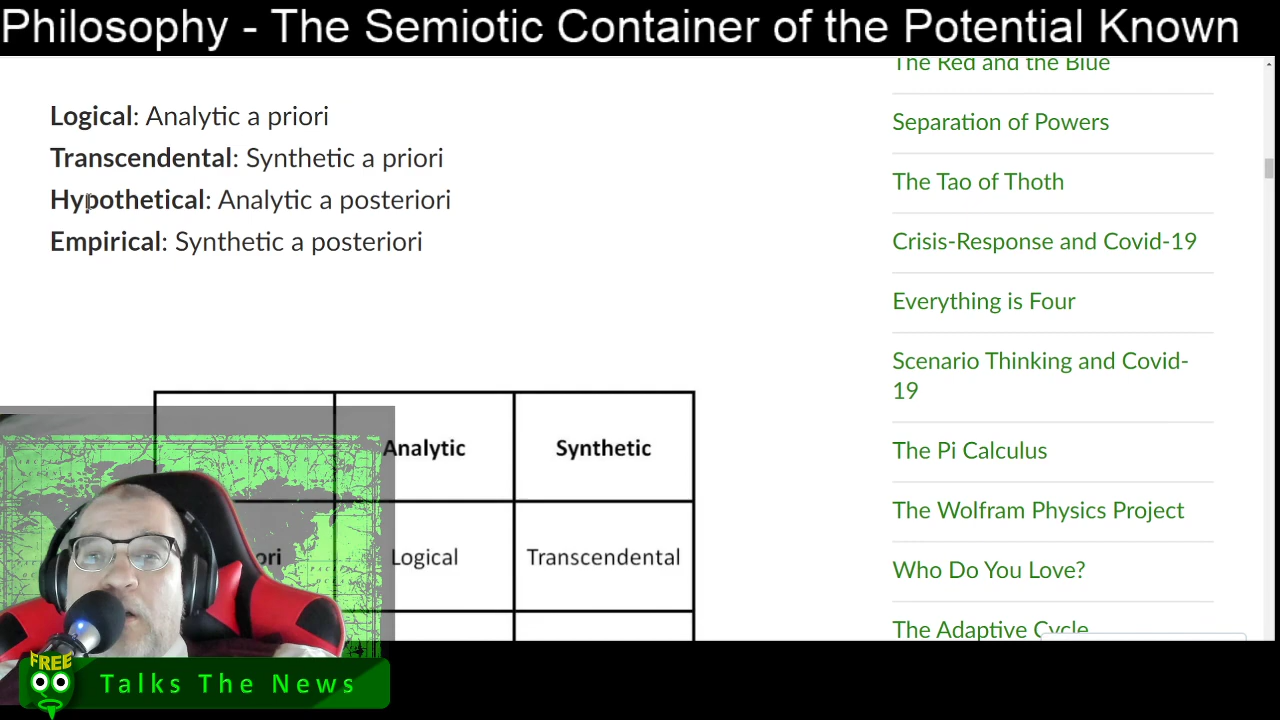 Philosophy - The Semiotic Container of the Potential Known
Logical: Analytic a priori
Transcendental: Synthetic a priori
Hypothetical: Analytic a posteriori
Empirical: Synthetic a posteriori
Analytic
Synthetic
ori
Logical
Transcendental
The Red and the Blue
Separation of Powers
The Tao of Thoth
Crisis-Response and Covid-19
Everything is Four
Scenario Thinking and Covid-
19
The Pi Calculus
The Wolfram Physics Project
Who Do You Love?
The Adaptive Cycle
FREE
Talks The News